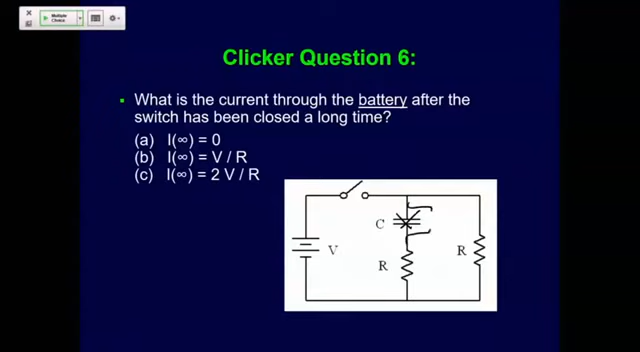 Multiple
Choice
Clicker Question 6:
What is the current through the battery after the
switch has been closed a long time?
(a) I(∞) = 0
(b) I(∞) = V / R
(c) I(∞) = 2 V / R
C
V
R
R